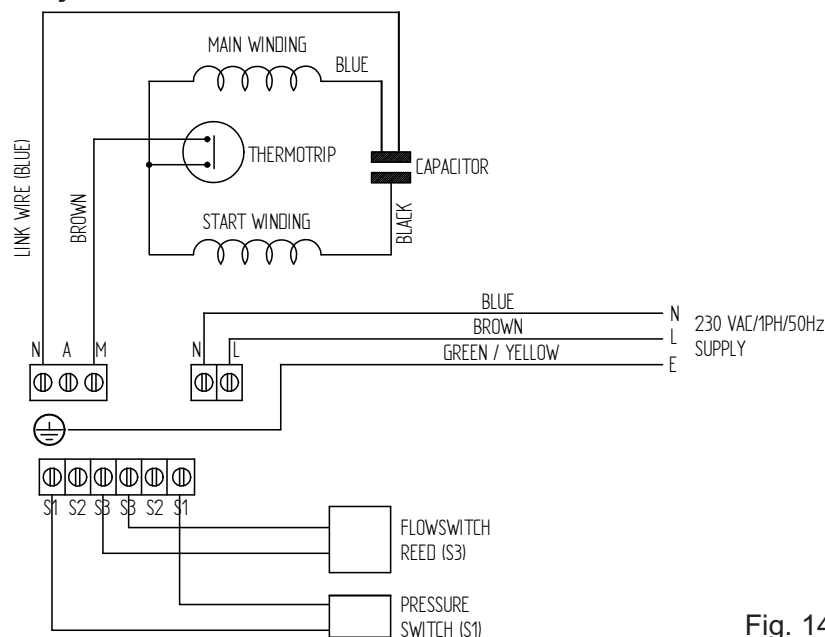 MAIN WINDING
BLUE
THERMOTRIP
CAPACITOR
LINK WIRE (BLUE)
BROWN
START WINDING
BLACK
BLUE
N
BROWN
L
230 VAC/1PH/50Hz
SUPPLY
GREEN / YELLOW
E
N A M
N L
S1 S2 S3 S3 S2 S1
FLOWSWITCH
REED (S3)
PRESSURE
SWITCH (S1)
Fig. 14